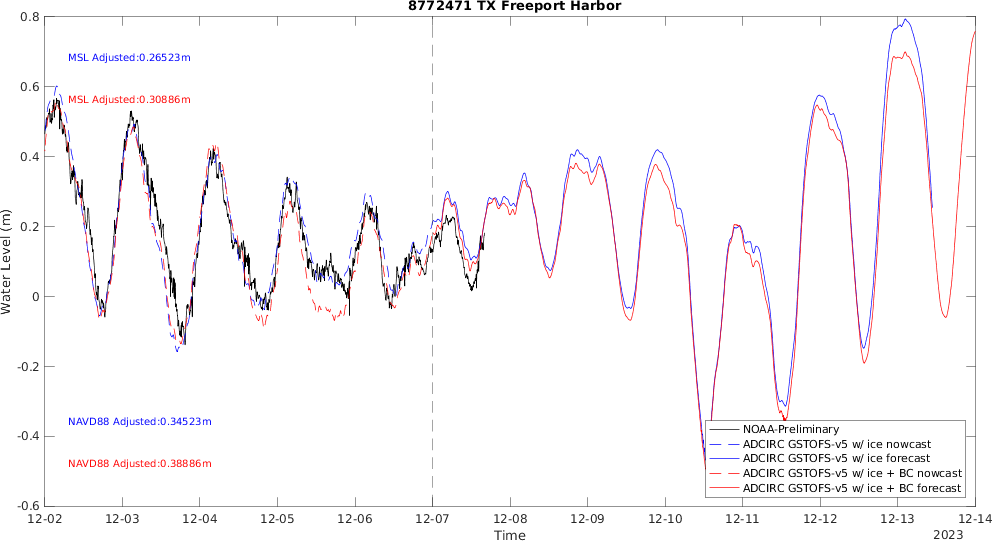 8772471 TX Freeport Harbor
MSL Adjusted:0.26523m
MSL Adjusted:0.30886m
NAVD88 Adjusted:0.34523m
NAVD88 Adjusted:0.38886m
Water Level (m)
0.8
0.6
0.4
0.2
0
-0.2
-0.4
-0.6
NOAA-Preliminary
ADCIRC GSTOFS-v5 w/ ice nowcast
ADCIRC GSTOFS-v5 w/ ice forecast
ADCIRC GSTOFS-v5 w/ ice + BC nowcast
ADCIRC GSTOFS-v5 w/ ice + BC forecast
12-02 12-03 12-04 12-05 12-06 12-07 12-08 12-09 12-10 12-11 12-12 12-13 12-14
Time
2023